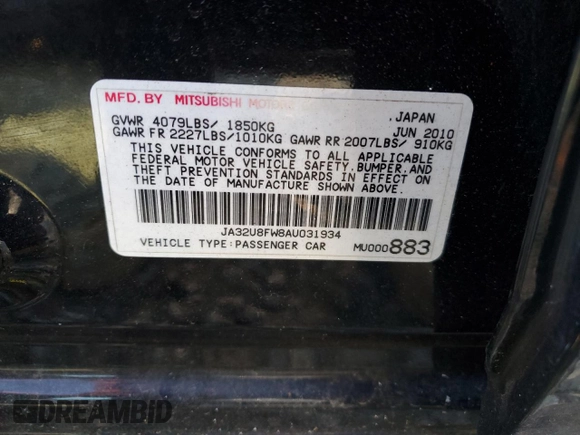 MFD. BY MITSUBISHI MOTORS
. JAPAN
GVWR 4079LBS/ 1850KG JUN 2010
GAWR FR 2227LBS/1010KG GAWR RR 2007LBS/ 910KG
THIS VEHICLE CONFORMS TO ALL APPLICABLE
FEDERAL MOTOR VEHICLE SAFETY, BUMPER, AND
THEFT PREVENTION STANDARDS IN EFFECT ON
THE DATE OF MANUFACTURE SHOWN ABOVE.
JA32U8FW8AU031934
VEHICLE TYPE:PASSENGER CAR MU000883
DREAMBID